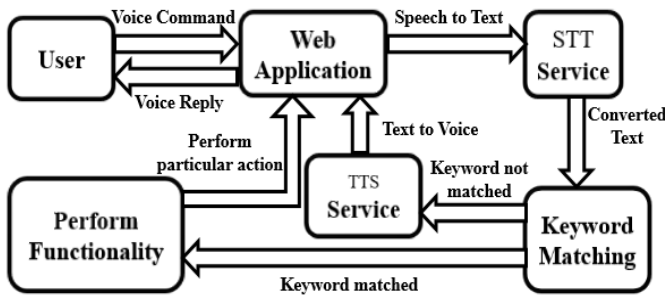 Voice Command
User
Voice Reply
Web
Application
Speech to Text
STT
Service
Converted
Text
Perform
particular action
Text to Voice
TTS
Service
Keyword not
matched
Perform
Functionality
Keyword
Matching
Keyword matched